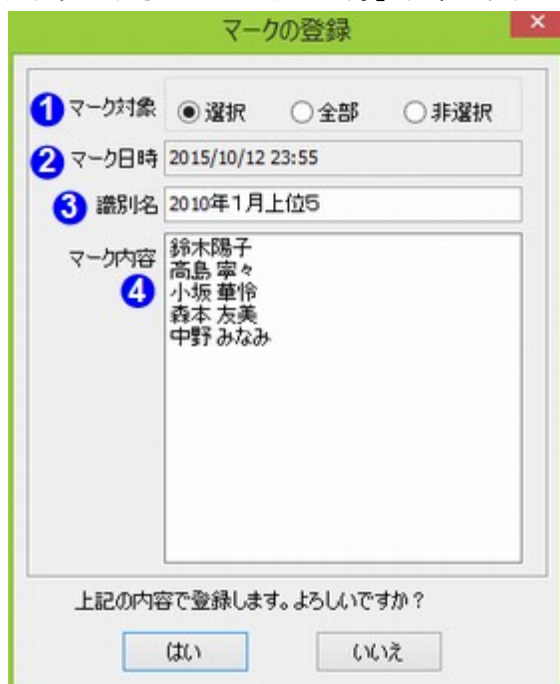 マークの登録
1 マーク対象 選択 全部 非選択
2 マーク日時 2015/10/12 23:55
3 識別名 2010年1月上位5
マーク内容
4
鈴木陽子
高島 寧々
小坂 華怜
森本 友美
中野 みなみ
上記の内容で登録します。よろしいですか?
はい いいえ